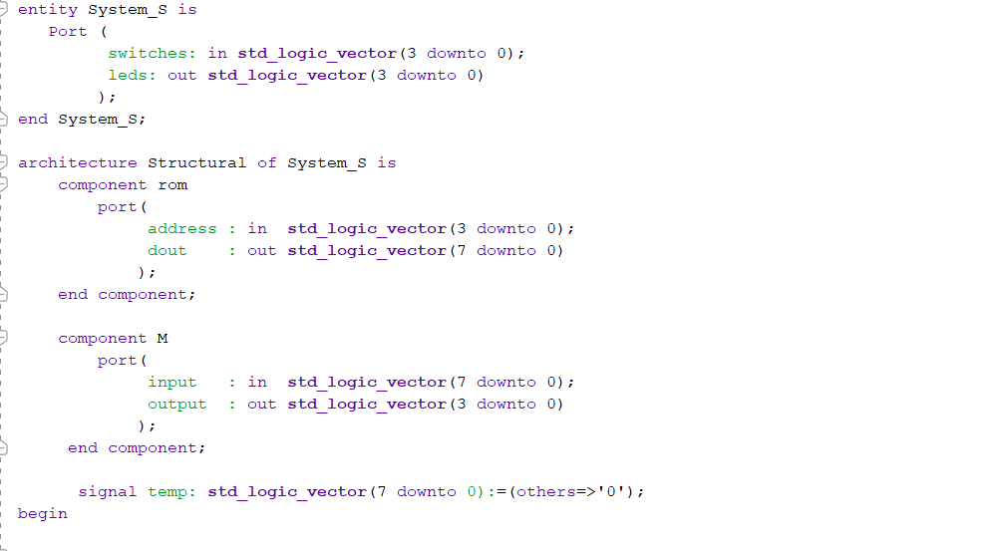 entity System_S is
   Port (
         switches: in std_logic_vector(3 downto 0);
         leds: out std_logic_vector(3 downto 0)
        );
end System_S;
architecture Structural of System_S is
    component rom
        port(
             address : in  std_logic_vector(3 downto 0);
             dout    : out std_logic_vector(7 downto 0)
            );
    end component;
    component M
        port(
             input   : in  std_logic_vector(7 downto 0);
             output  : out std_logic_vector(3 downto 0)
            );
     end component;
      signal temp: std_logic_vector(7 downto 0):=(others=>'0');
begin